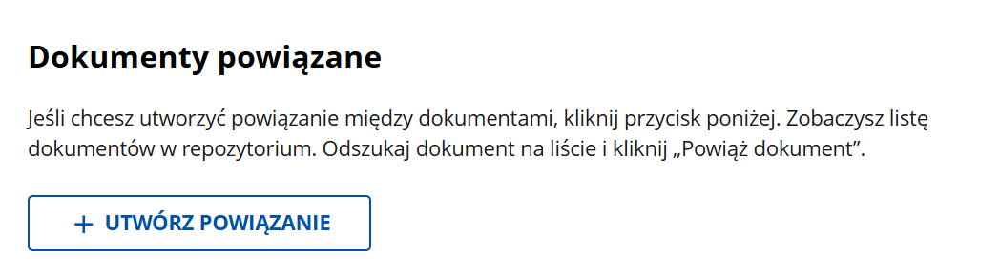 Dokumenty powiązane
Jeśli chcesz utworzyć powiązanie między dokumentami, kliknij przycisk poniżej. Zobaczysz listę
dokumentów w repozytorium. Odszukaj dokument na liście i kliknij „Powiąż dokument”.
+ UTWÓRZ POWIĄZANIE